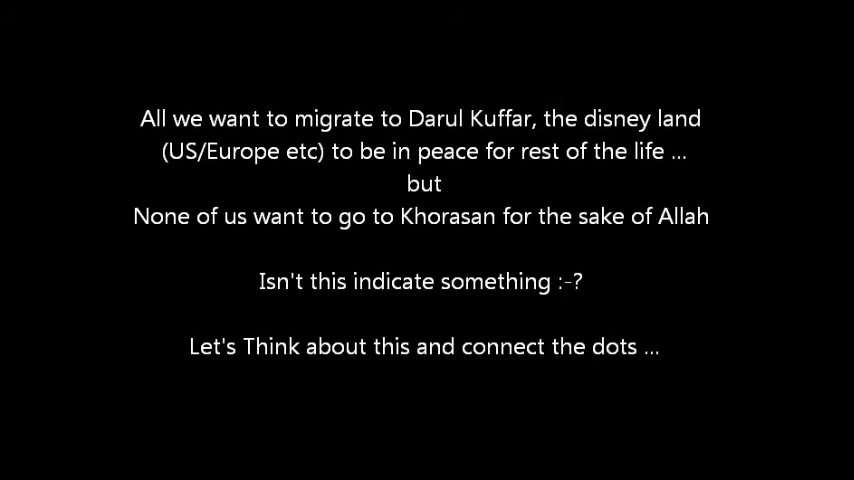 All we want to migrate to Darul Kuffar, the disney land
(US/Europe etc) to be in peace for rest of the life ...
but
None of us want to go to Khorasan for the sake of Allah
Isn't this indicate something :-?
Let's Think about this and connect the dots ...